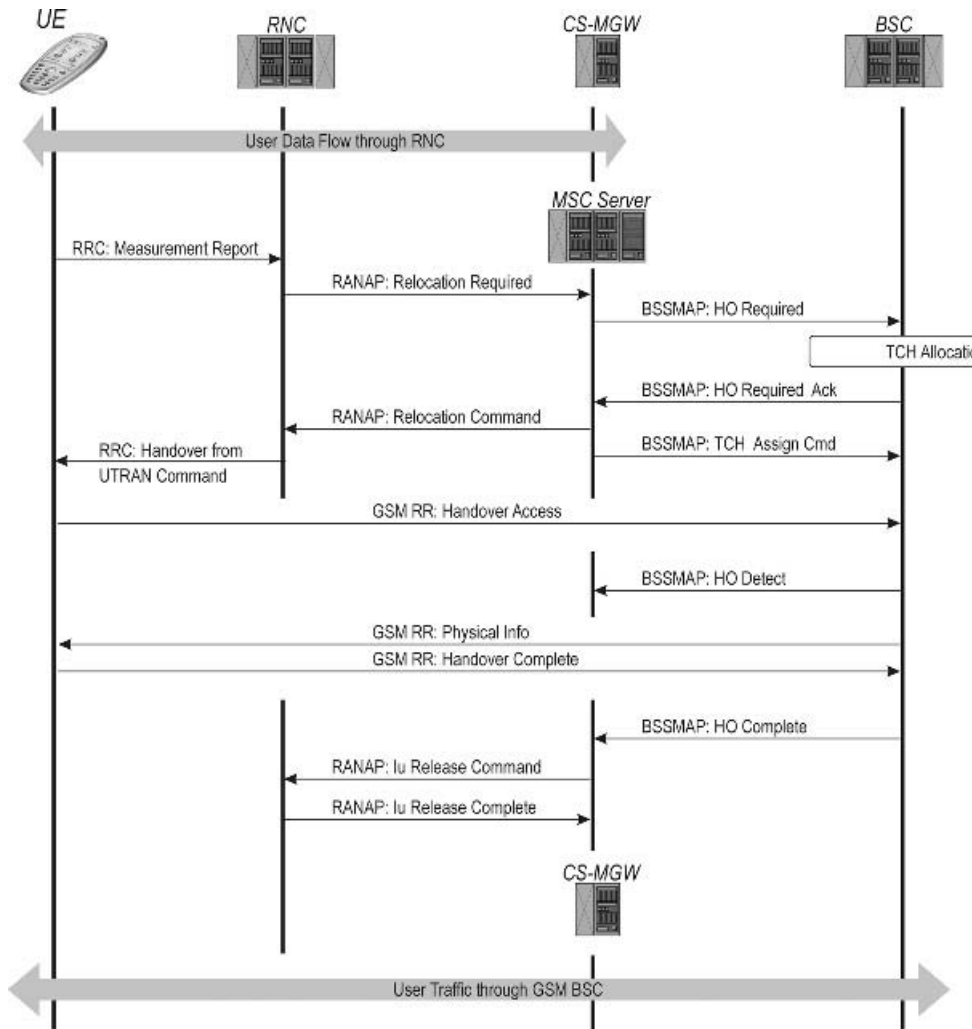 UE
RNC
CS-MGW
BSC
User Data Flow through RNC
MSC Server
RRC: Measurement Report
RANAP: Relocation Required
BSSMAP: HO Required
TCH Allocatio
BSSMAP: HO Required Ack
RANAP: Relocation Command
BSSMAP: TCH Assign Cmd
RRC: Handover from
UTRAN Command
GSM RR: Handover Access
BSSMAP: HO Detect
GSM RR: Physical Info
GSM RR: Handover Complete
BSSMAP: HO Complete
RANAP: Iu Release Command
RANAP: Iu Release Complete
CS-MGW
User Traffic through GSM BSC